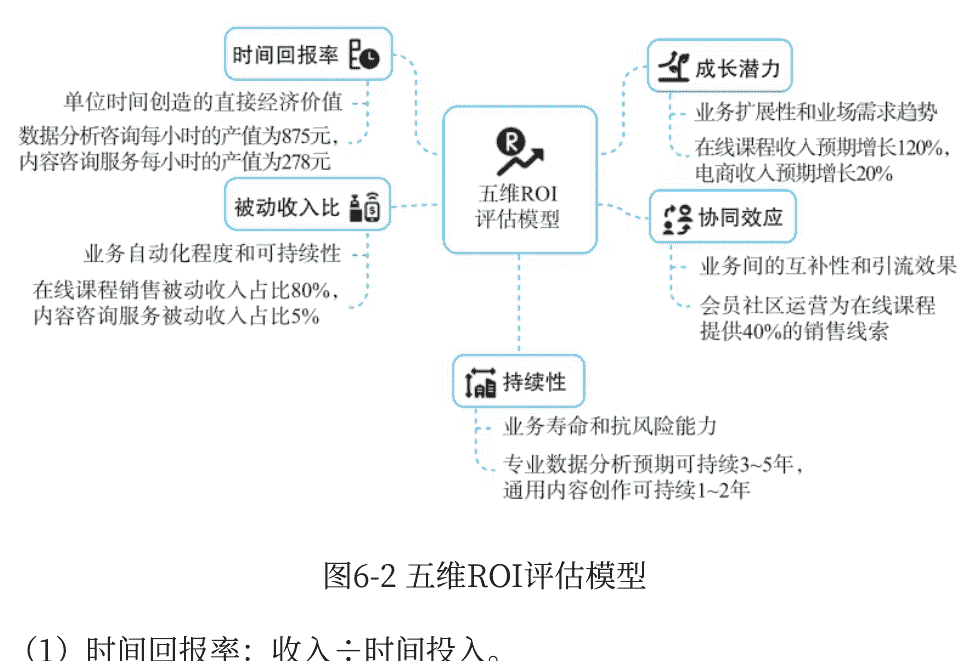 时间回报率
单位时间创造的直接经济价值
数据分析咨询每小时的产值为875元，
内容咨询服务每小时的产值为278元
被动收入比
业务自动化程度和可持续性
在线课程销售被动收入占比80%，
内容咨询服务被动收入占比5%
R
五维ROI
评估模型
成长潜力
业务扩展性和业场需求趋势
在线课程收入预期增长120%，
电商收入预期增长20%
协同效应
业务间的互补性和引流效果
会员社区运营为在线课程
提供40%的销售线索
持续性
业务寿命和抗风险能力
专业数据分析预期可持续3~5年，
通用内容创作可持续1~2年
图6-2 五维ROI评估模型
（1）时间回报率：收入÷时间投入。